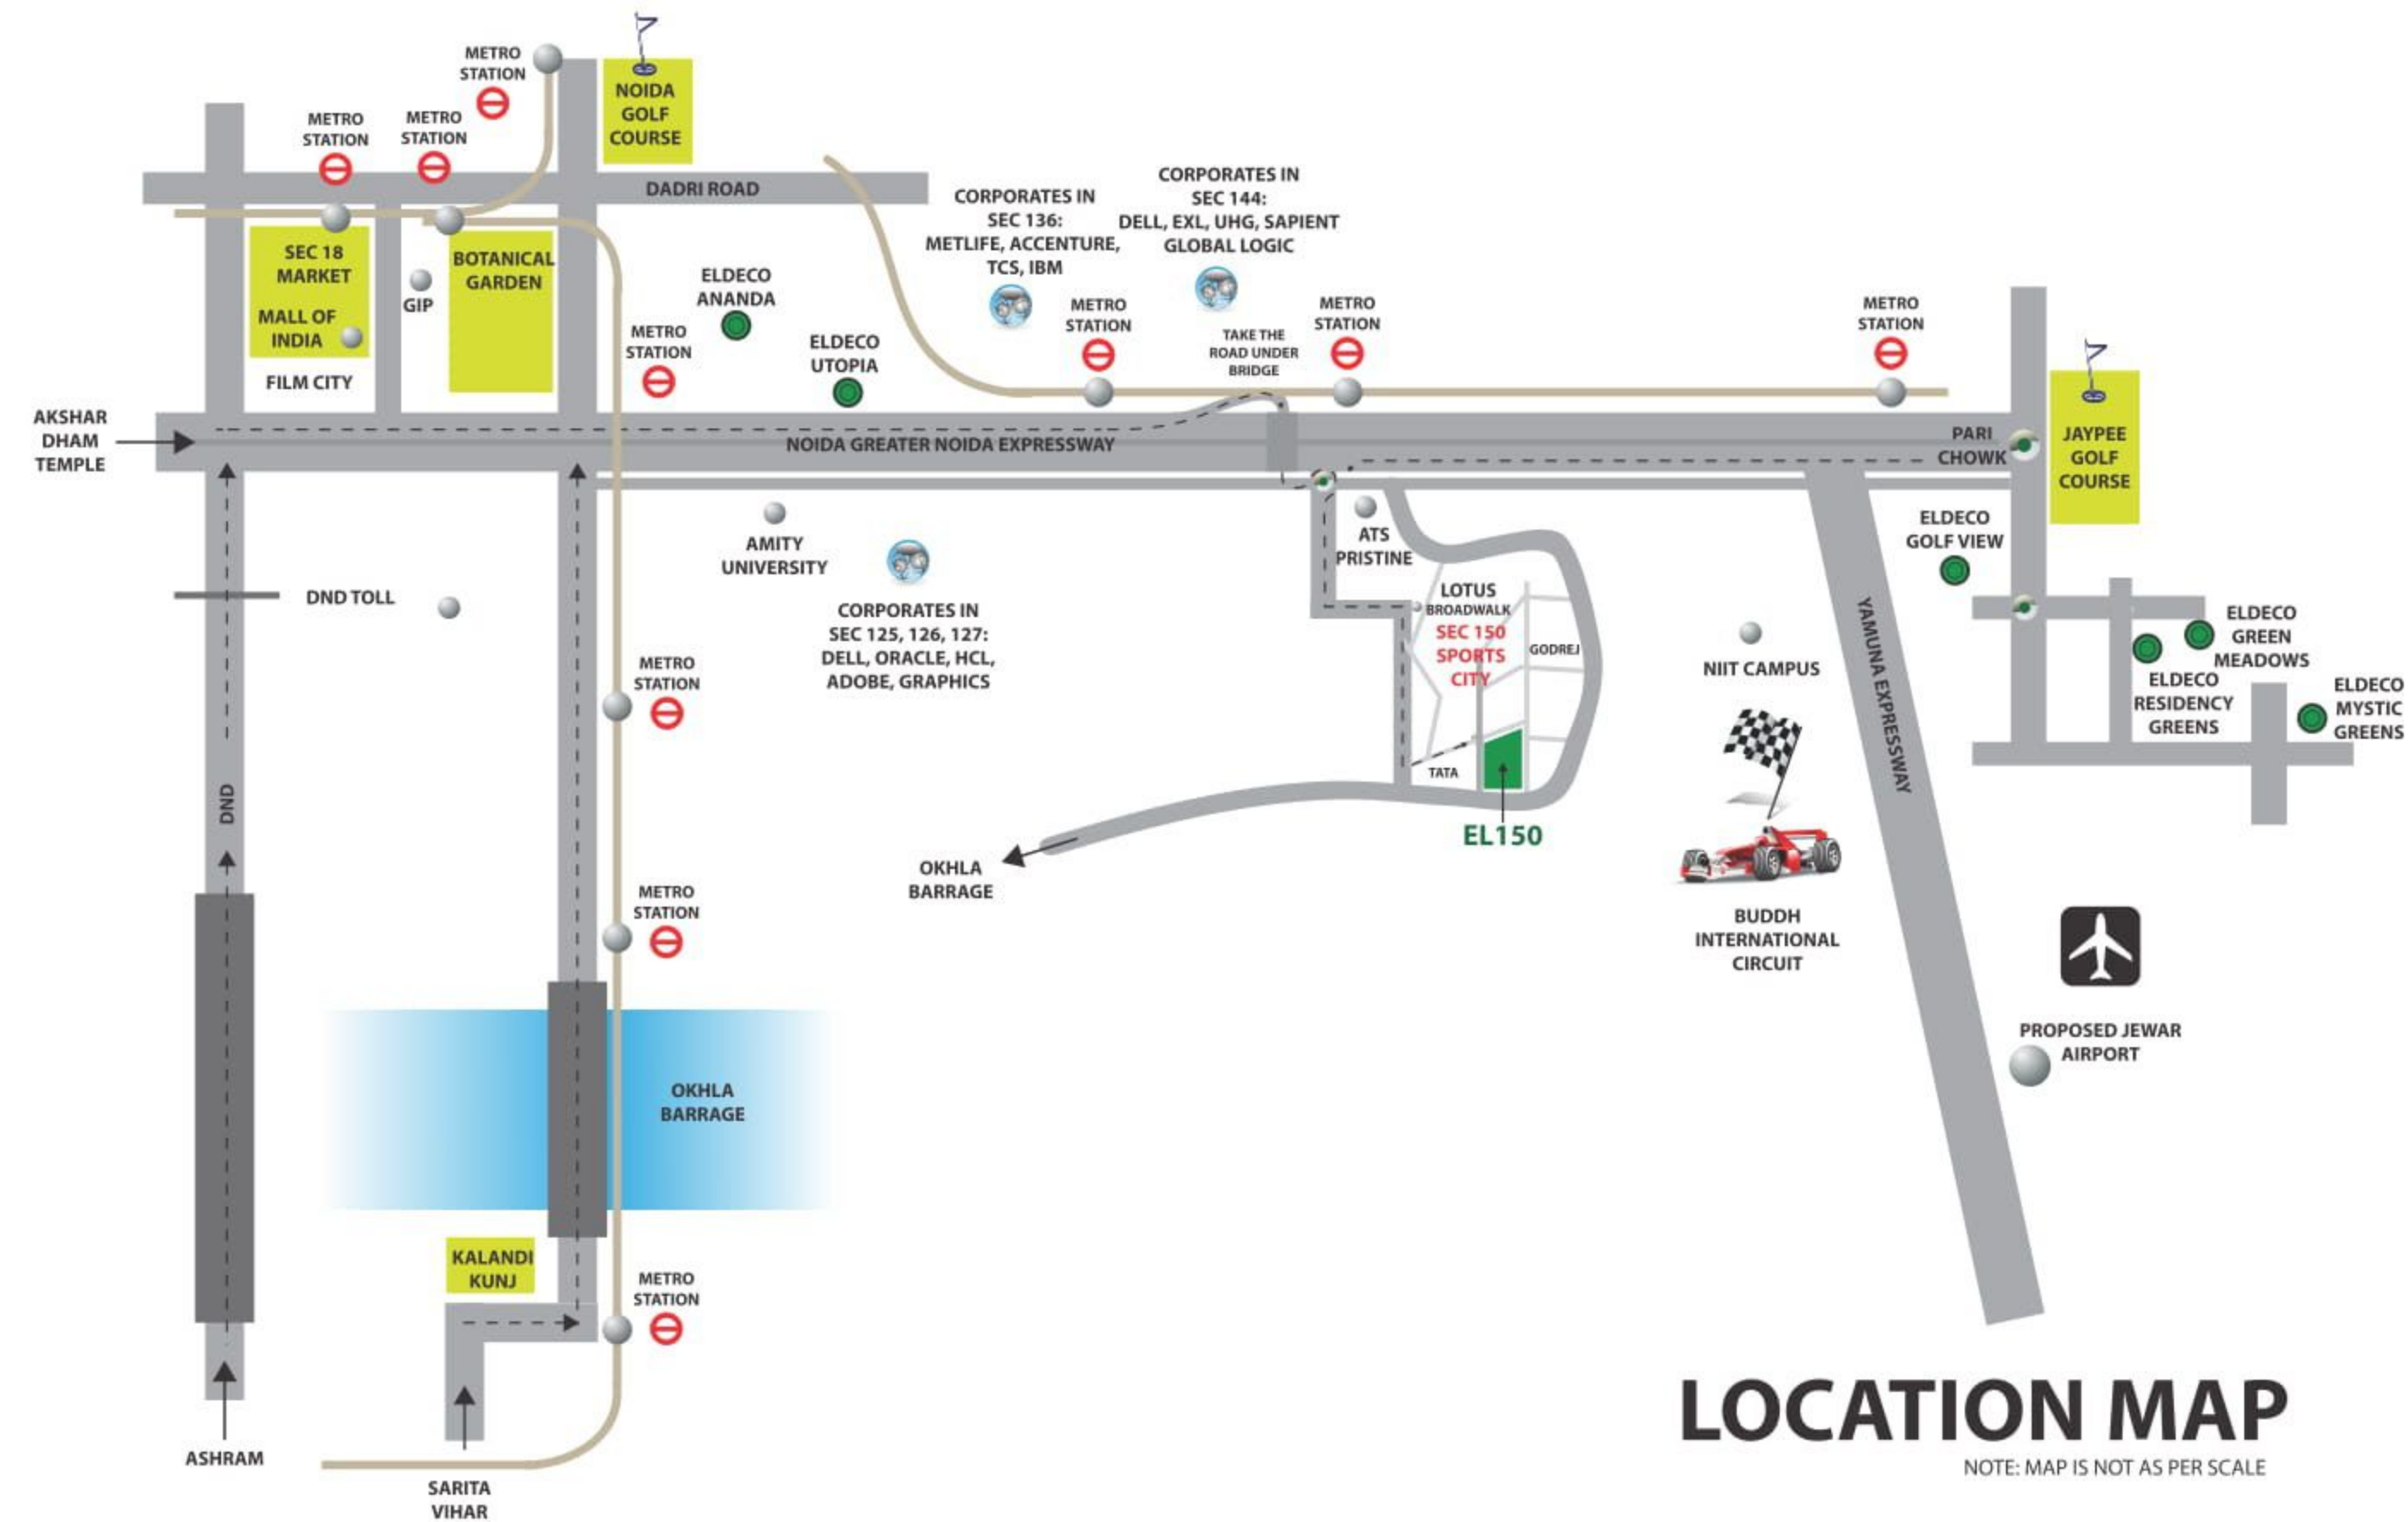 METRO
STATION
NOIDA
GOLF
COURSE
METRO
STATION
METRO
STATION
DADRI ROAD
CORPORATES IN
SEC 136:
METLIFE, ACCENTURE,
TCS, IBM
CORPORATES IN
SEC 144:
DELL, EXL, UHG, SAPIENT
GLOBAL LOGIC
SEC 18
MARKET
MALL OF
INDIA
GIP
BOTANICAL
GARDEN
FILM CITY
METRO
STATION
ELDECO
ANANDA
ELDECO
UTOPIA
METRO
STATION
TAKE THE
ROAD UNDER
BRIDGE
METRO
STATION
METRO
STATION
AKSHAR
DHAM
TEMPLE
NOIDA GREATER NOIDA EXPRESSWAY
PARI
CHOWK
JAYPEE
GOLF
COURSE
AMITY
UNIVERSITY
ATS
PRISTINE
ELDECO
GOLF VIEW
DND TOLL
CORPORATES IN
SEC 125, 126, 127:
DELL, ORACLE, HCL,
ADOBE, GRAPHICS
LOTUS
BROADWALK
SEC 150
SPORTS
CITY
GODREJ
NIIT CAMPUS
YAMUNA EXPRESSWAY
ELDECO
GREEN
MEADOWS
ELDECO
RESIDENCY
GREENS
ELDECO
MYSTIC
GREENS
METRO
STATION
DND
TATA
EL150
OKHLA
BARRAGE
METRO
STATION
BUDDH
INTERNATIONAL
CIRCUIT
PROPOSED JEWAR
AIRPORT
OKHLA
BARRAGE
KALANDI
KUNJ
METRO
STATION
ASHRAM
SARITA
VIHAR
LOCATION MAP
NOTE: MAP IS NOT AS PER SCALE